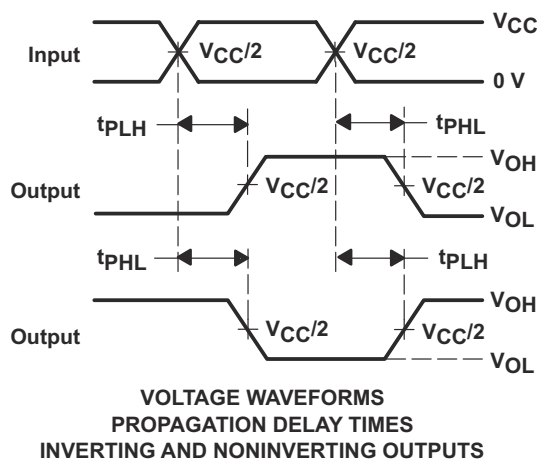 VCC
Input VCC/2 VCC/2
0 V
tPLH tPHL
VOH
Output VCC/2 VCC/2
VOL
tPHL tPLH
VOH
Output VCC/2 VCC/2
VOL
VOLTAGE WAVEFORMS
PROPAGATION DELAY TIMES
INVERTING AND NONINVERTING OUTPUTS